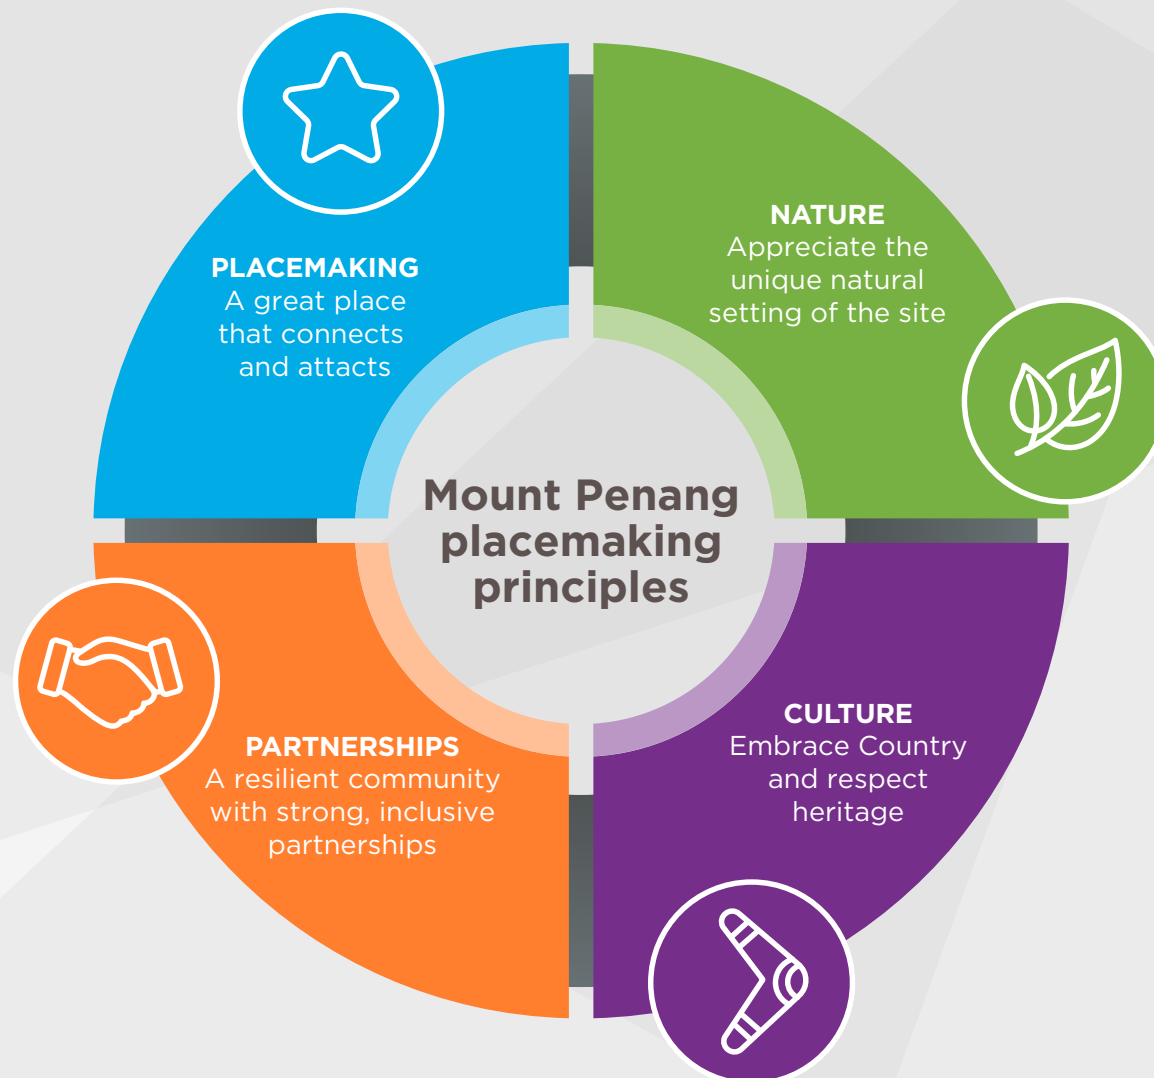 PLACEMAKING
A great place
that connects
and attacts
NATURE
Appreciate the
unique natural
setting of the site
Mount Penang
placemaking
principles
PARTNERSHIPS
A resilient community
with strong, inclusive
partnerships
CULTURE
Embrace Country
and respect
heritage